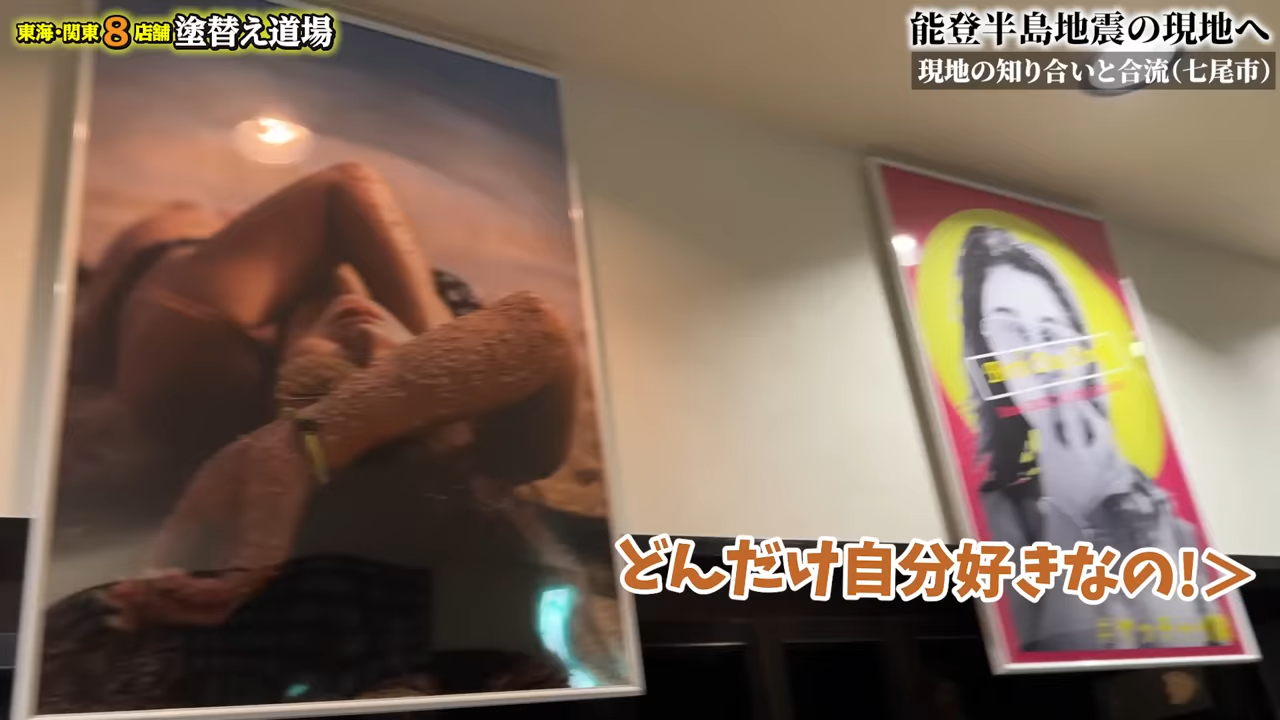 東海・関東8店舗塗替え道場
能登半島地震の現地へ
現地の知り合いと合流(七尾市)
どんだけ自分好きなの!>